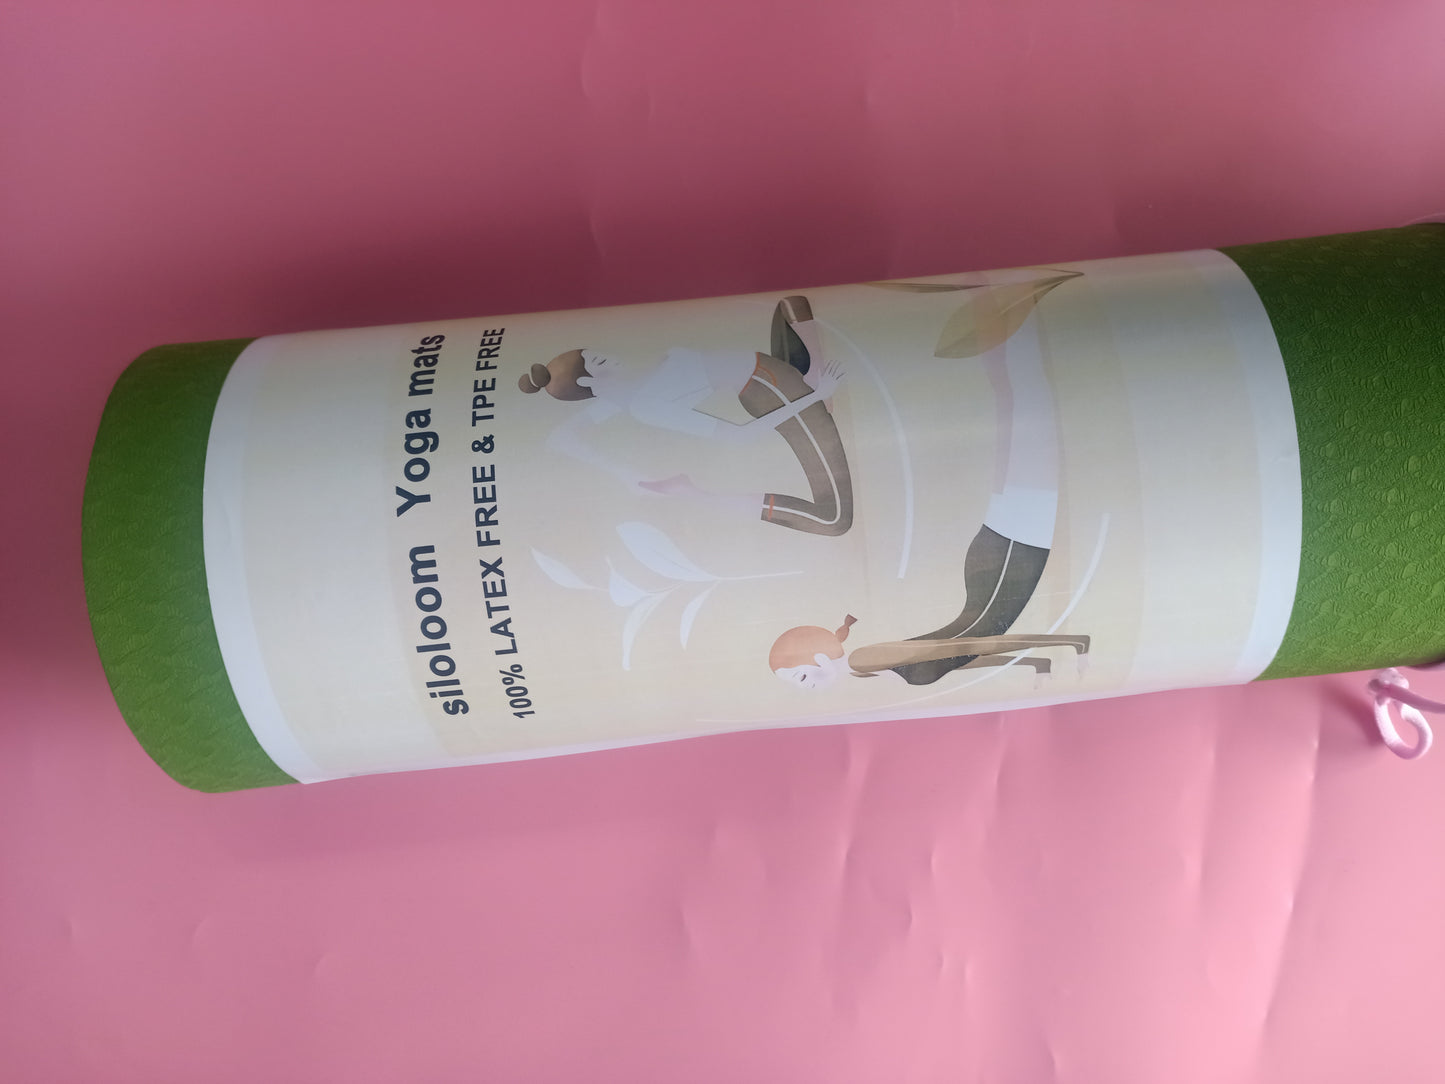 siloloom Yoga mats
100% LATEX FREE & TPE FREE